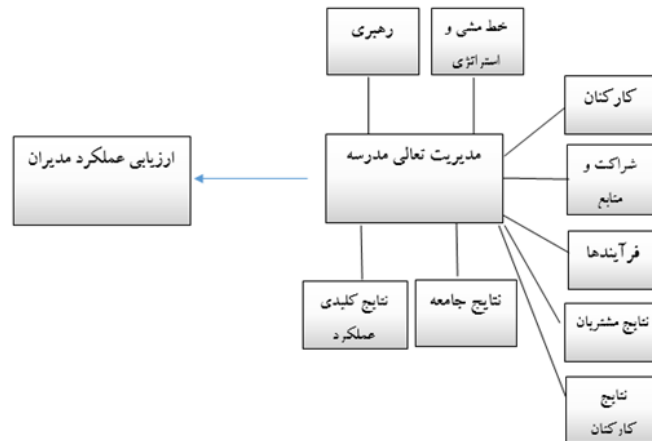 رهبری
خط مشی و
استراتژی
کارکنان
ارزیابی عملکرد مدیران
مدیریت تعالی مدرسه
شراکت و
منابع
فرآیندها
نتایج کلیدی
عملکرد
نتایج جامعه
نتایج مشتریان
نتایج
کارکنان